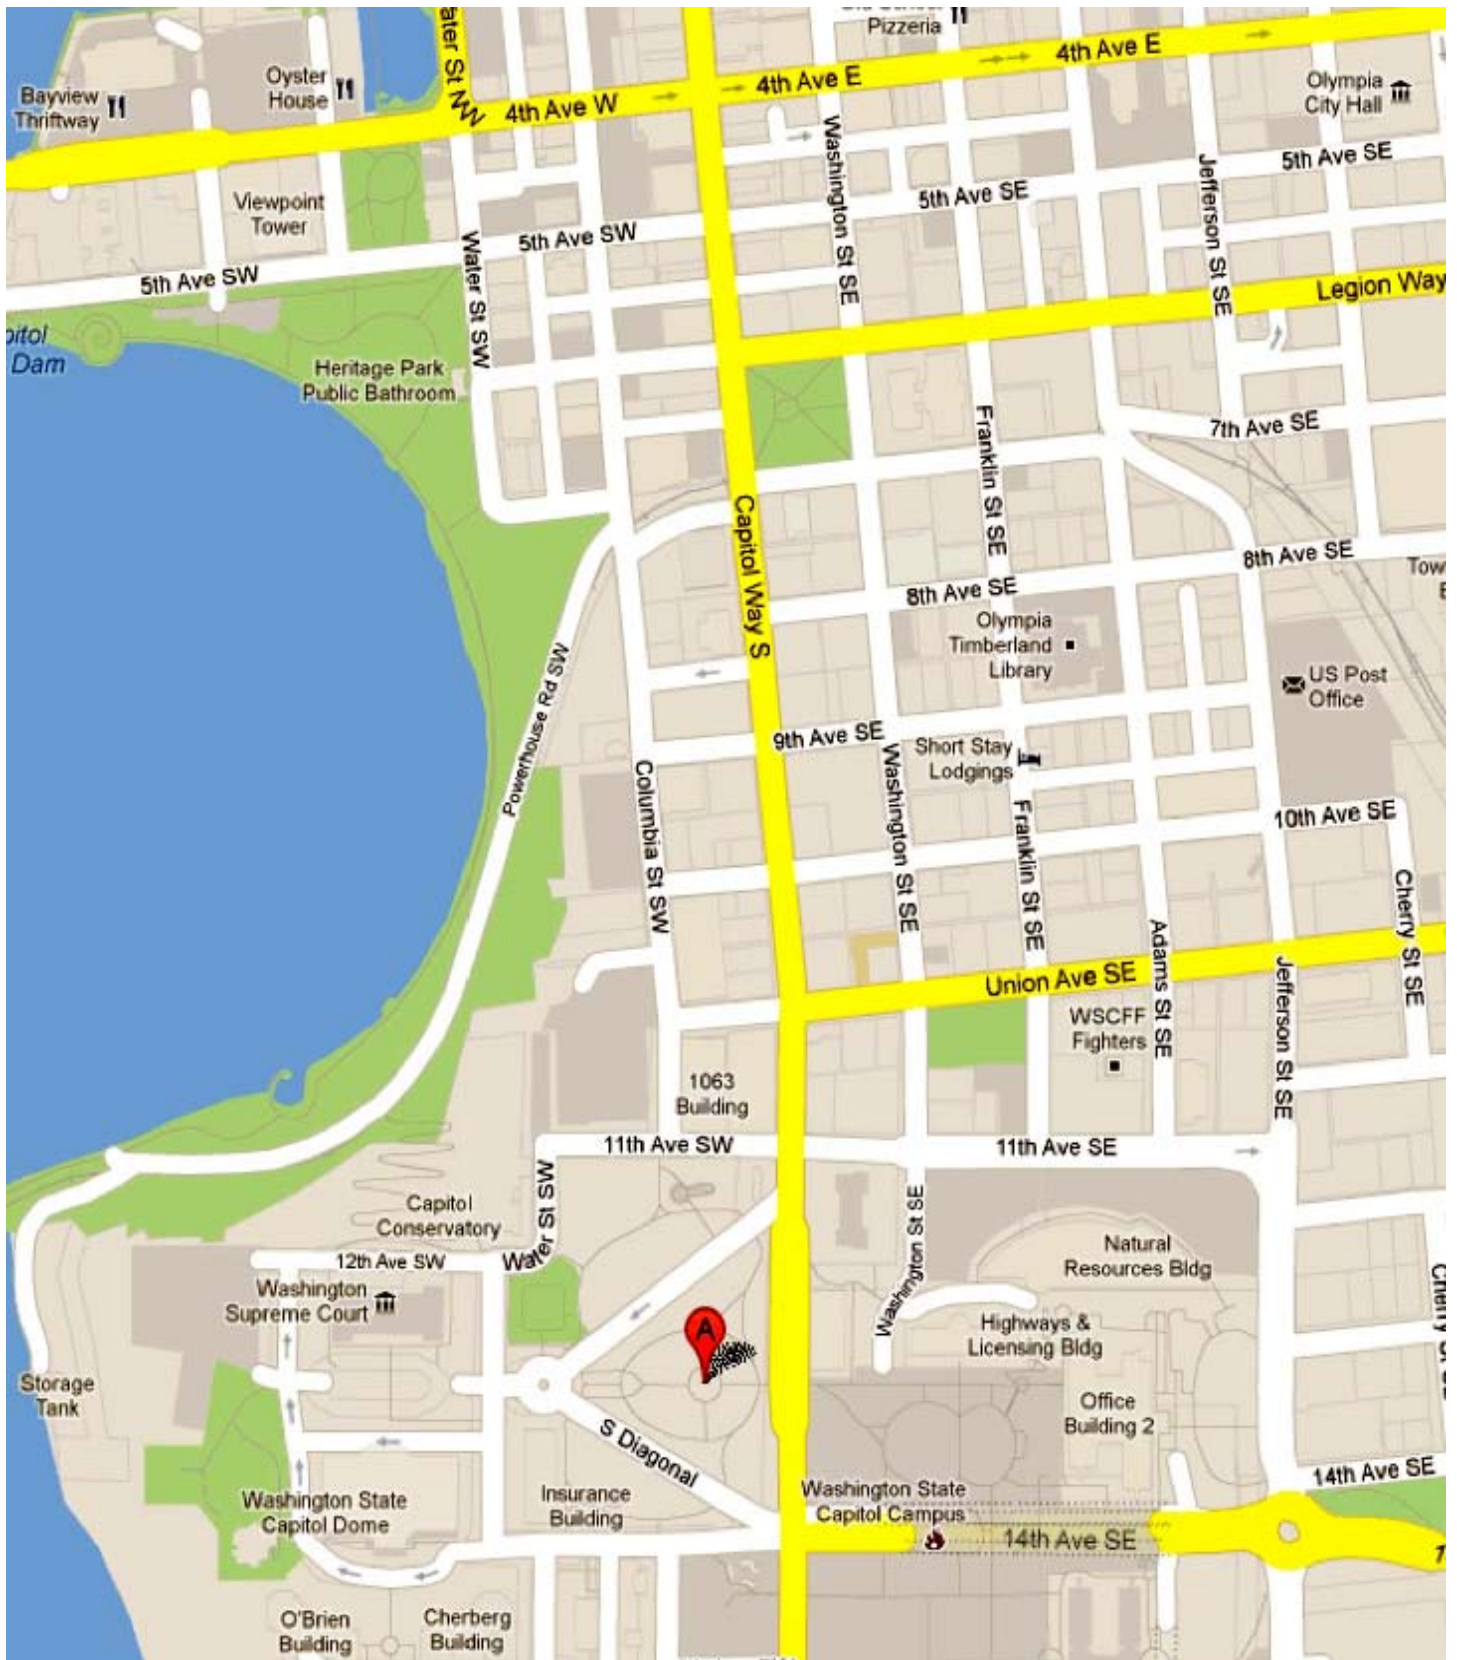 Pizzeria
ater St NW
4th Ave E
4th Ave E
4th Ave W
Oyster
House
Bayview
Thriftway
Olympia
City Hall
Washington St SE
5th Ave SE
5th Ave SE
Jefferson St SE
Viewpoint
Tower
5th Ave SW
5th Ave SW
Water St SW
Legion Way
Dam
Heritage Park
Public Bathroom
7th Ave SE
Franklin St SE
Capitol Way S
8th Ave SE
8th Ave SE
Olympia
Timberland
Library
US Post
Office
Powerhouse Rd SW
9th Ave SE
Short Stay
Lodgings
Columbia St SW
Washington St SE
Franklin St SE
10th Ave SE
Cherry St SE
Adams St SE
Union Ave SE
Jefferson St SE
WSCFF
Fighters
1063
Building
11th Ave SW
11th Ave SE
Water St SW
Capitol
Conservatory
Washington St SE
Natural
Resources Bldg
12th Ave SW
Washington
Supreme Court
A
Highways &
Licensing Bldg
Cherry
Storage
Tank
Office
Building 2
S Diagonal
14th Ave SE
Washington State
Capitol Dome
Insurance
Building
Washington State
Capitol Campus
14th Ave SE
O'Brien
Building
Cherberg
Building